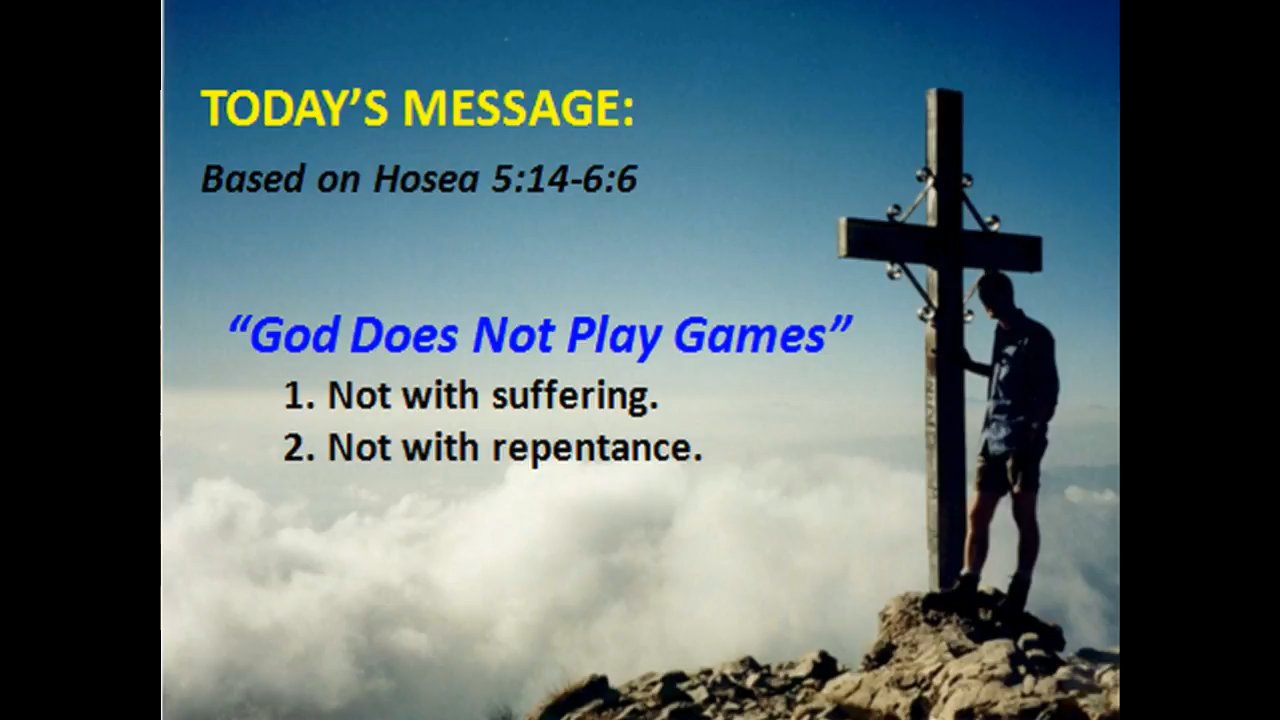 TODAY’S MESSAGE:
Based on Hosea 5:14-6:6
“God Does Not Play Games”
1. Not with suffering.
2. Not with repentance.